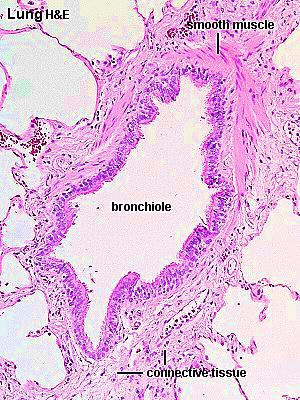 Lung H&E
smooth muscle
bronchiole
connective tissue